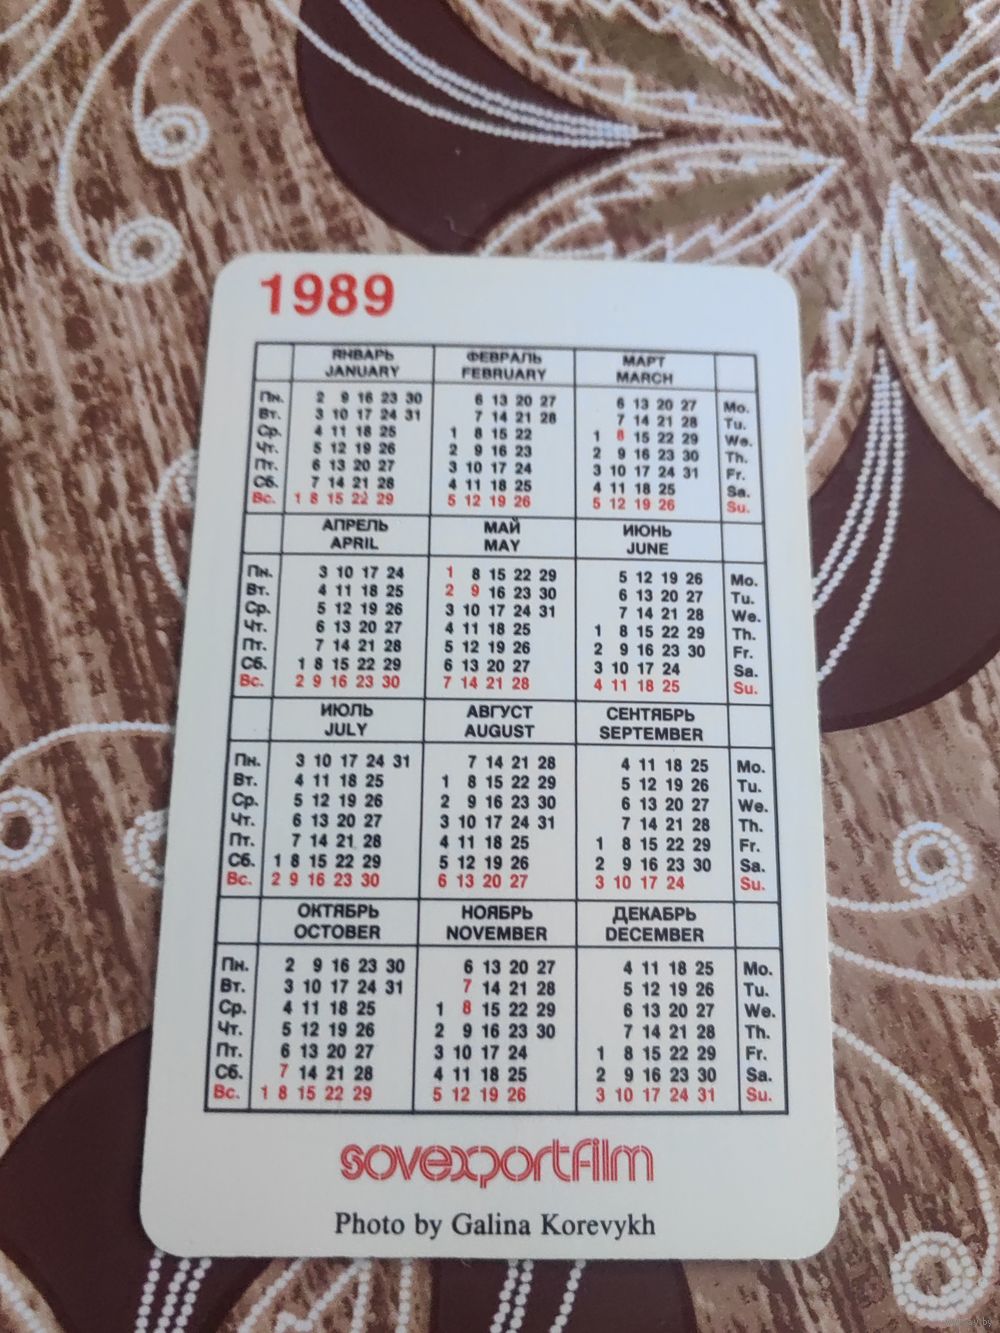 1989
ЯНВАРЬ ФЕВРАЛЬ МАРТ
JANUARY FEBRUARY MARCH
Пн. 2 9 16 23 30 6 13 20 27 6 13 20 27 Mo.
Вт. 3 10 17 24 31 7 14 21 28 7 14 21 28 Tu.
Ср. 4 11 18 25 1 8 15 22 1 8 15 22 29 We.
Чт. 5 12 19 26 2 9 16 23 2 9 16 23 30 Th.
Пт. 6 13 20 27 3 10 17 24 3 10 17 24 31 Fr.
Сб. 7 14 21 28 4 11 18 25 4 11 18 25 Sa.
Вс. 1 8 15 22 29 5 12 19 26 5 12 19 26 Su.
АПРЕЛЬ МАЙ ИЮНЬ
APRIL MAY JUNE
Пн. 3 10 17 24 1 8 15 22 29 5 12 19 26 Mo.
Вт. 4 11 18 25 2 9 16 23 30 6 13 20 27 Tu.
Ср. 5 12 19 26 3 10 17 24 31 7 14 21 28 We.
Чт. 6 13 20 27 4 11 18 25 1 8 15 22 29 Th.
Пт. 7 14 21 28 5 12 19 26 2 9 16 23 30 Fr.
Сб. 1 8 15 22 29 6 13 20 27 3 10 17 24 Sa.
Вс. 2 9 16 23 30 7 14 21 28 4 11 18 25 Su.
ИЮЛЬ АВГУСТ СЕНТЯБРЬ
JULY AUGUST SEPTEMBER
Пн. 3 10 17 24 31 7 14 21 28 4 11 18 25 Mo.
Вт. 4 11 18 25 1 8 15 22 29 5 12 19 26 Tu.
Ср. 5 12 19 26 2 9 16 23 30 6 13 20 27 We.
Чт. 6 13 20 27 3 10 17 24 31 7 14 21 28 Th.
Пт. 7 14 21 28 4 11 18 25 1 8 15 22 29 Fr.
Сб. 1 8 15 22 29 5 12 19 26 2 9 16 23 30 Sa.
Вс. 2 9 16 23 30 6 13 20 27 3 10 17 24 Su.
ОКТЯБРЬ НОЯБРЬ ДЕКАБРЬ
OCTOBER NOVEMBER DECEMBER
Пн. 2 9 16 23 30 6 13 20 27 4 11 18 25 Mo.
Вт. 3 10 17 24 31 7 14 21 28 5 12 19 26 Tu.
Ср. 4 11 18 25 1 8 15 22 29 6 13 20 27 We.
Чт. 5 12 19 26 2 9 16 23 30 7 14 21 28 Th.
Пт. 6 13 20 27 3 10 17 24 1 8 15 22 29 Fr.
Сб. 7 14 21 28 4 11 18 25 2 9 16 23 30 Sa.
Вс. 1 8 15 22 29 5 12 19 26 3 10 17 24 31 Su.
sovexportfilm
Photo by Galina Korevykh